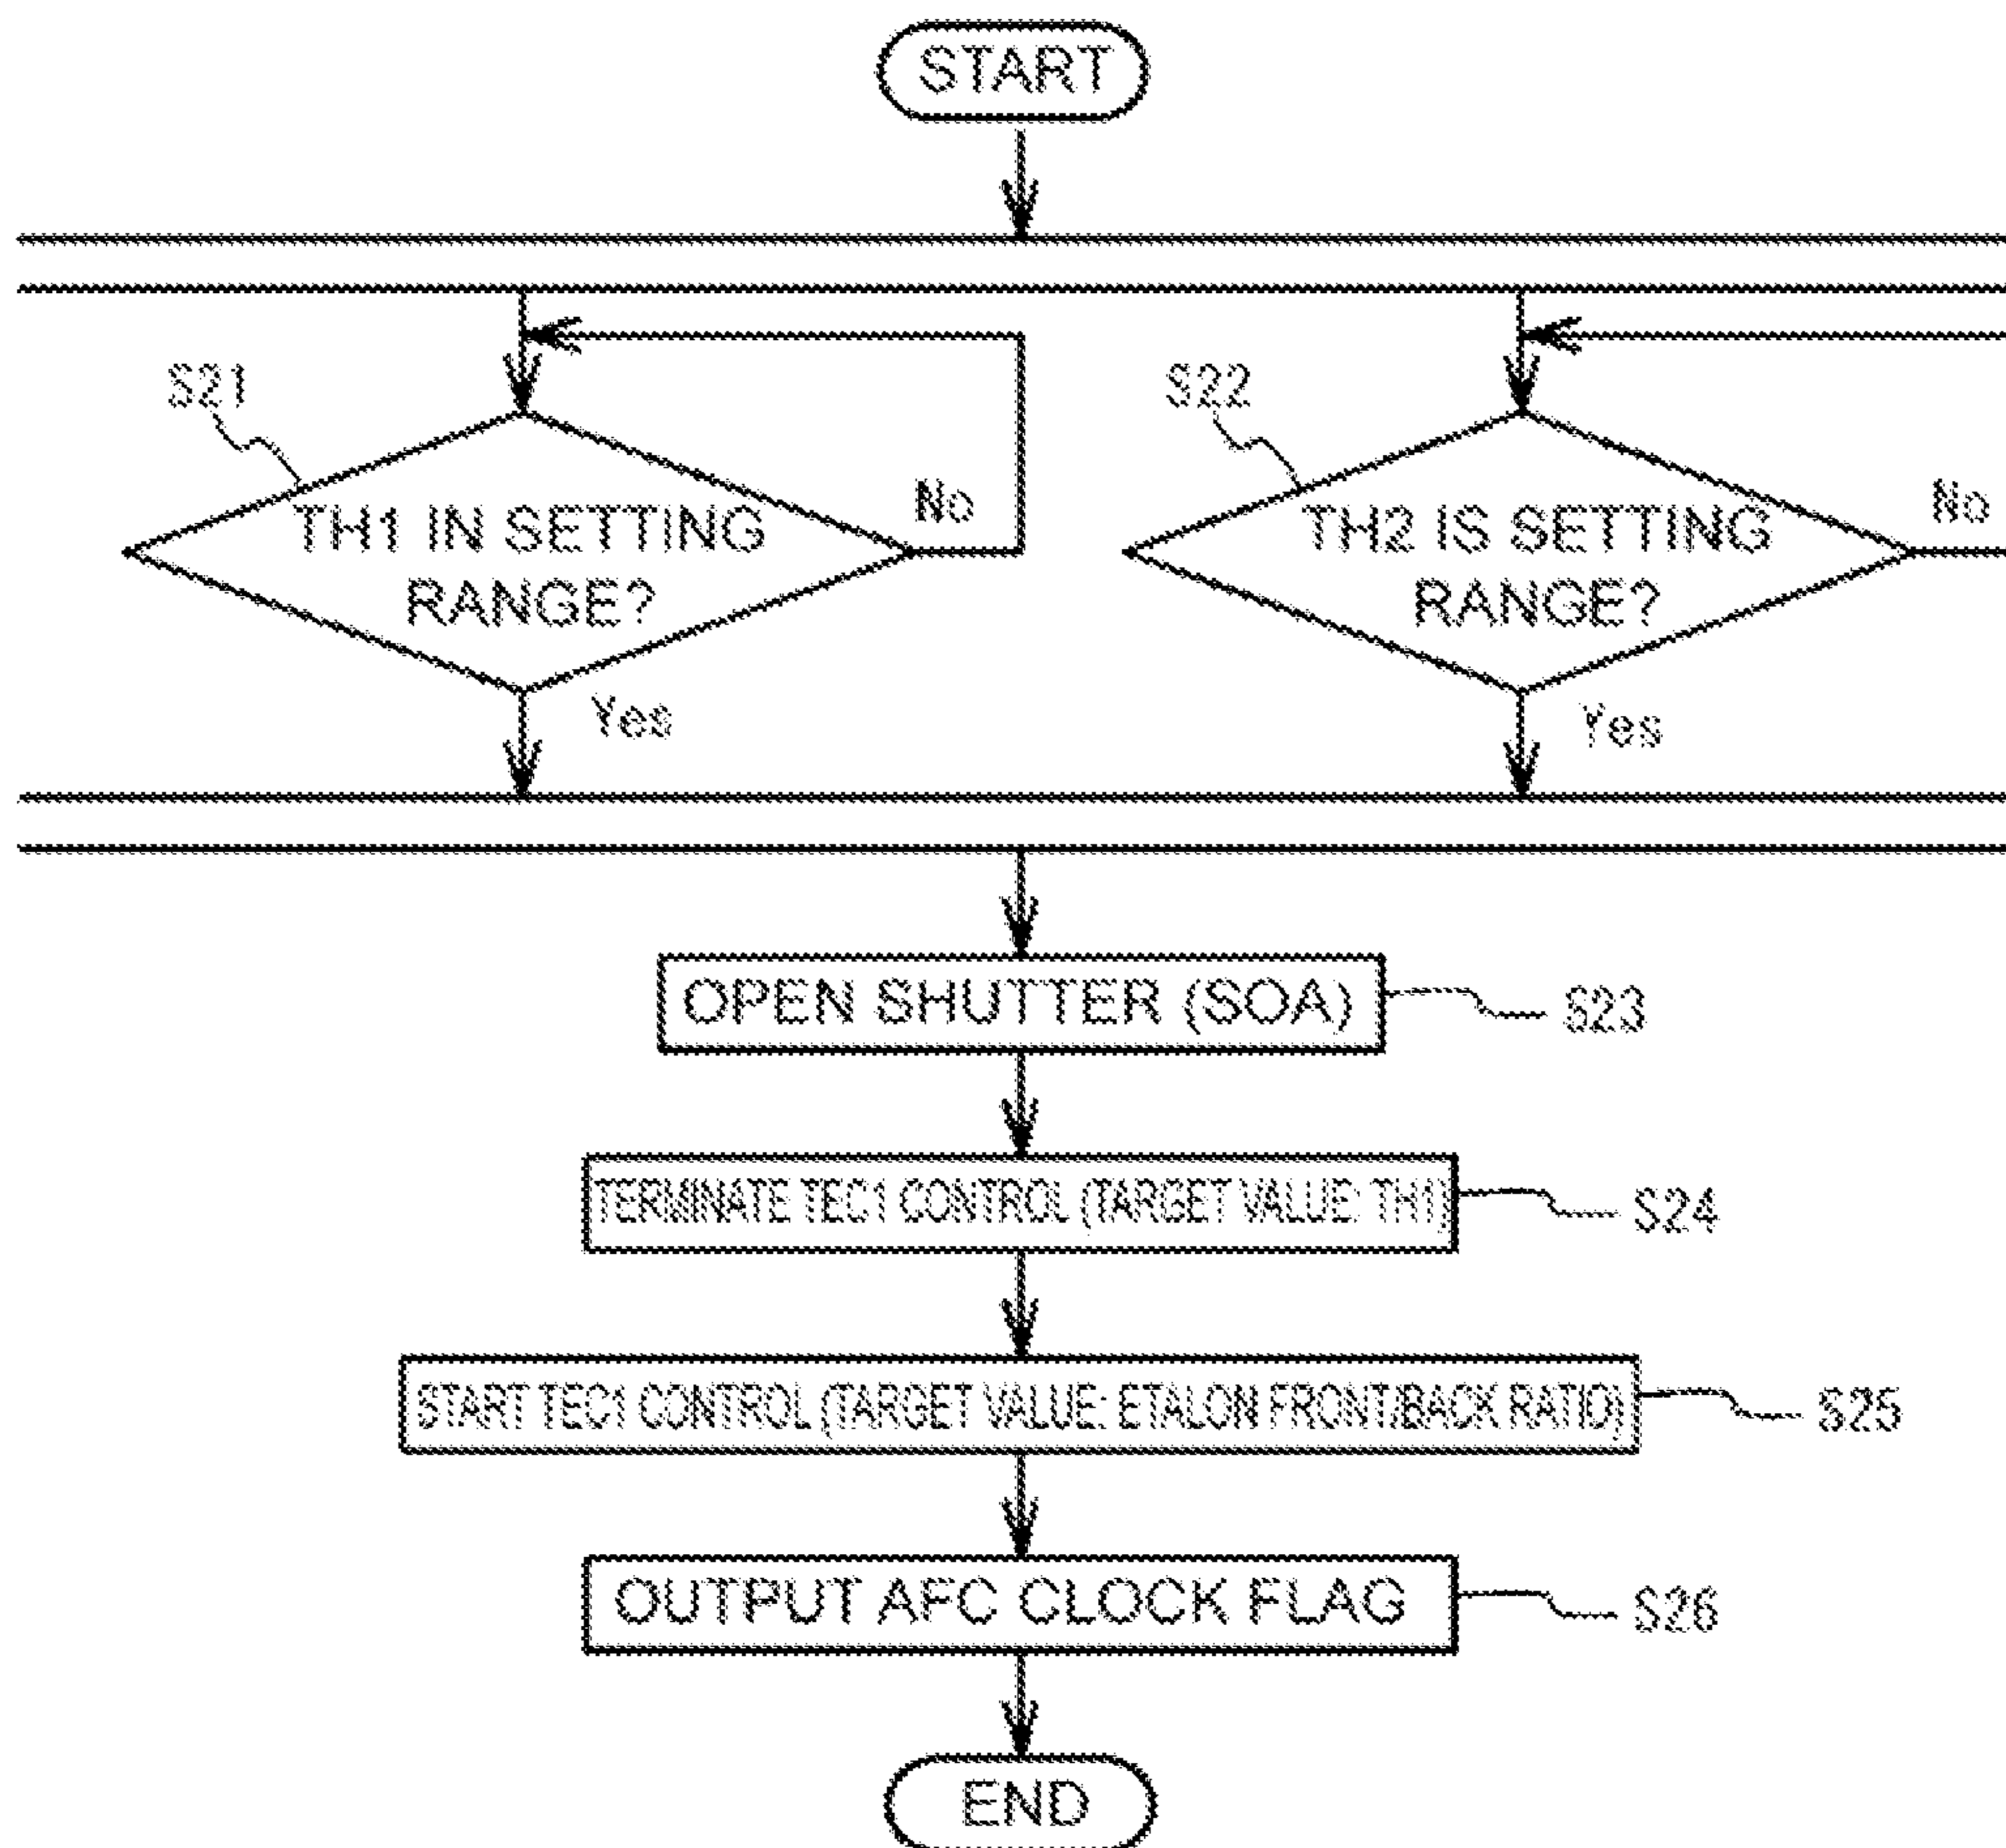 START
S21
S22
TH1 IN SETTING
RANGE?
No
TH2 IS SETTING
RANGE?
No
Yes
Yes
OPEN SHUTTER (SOA)
S23
TERMINATE TEC1 CONTROL (TARGET VALUE: TH1)
S24
START TEC1 CONTROL (TARGET VALUE: ETALON FRONT/BACK RATIO)
S25
OUTPUT AFC CLOCK FLAG
S26
END